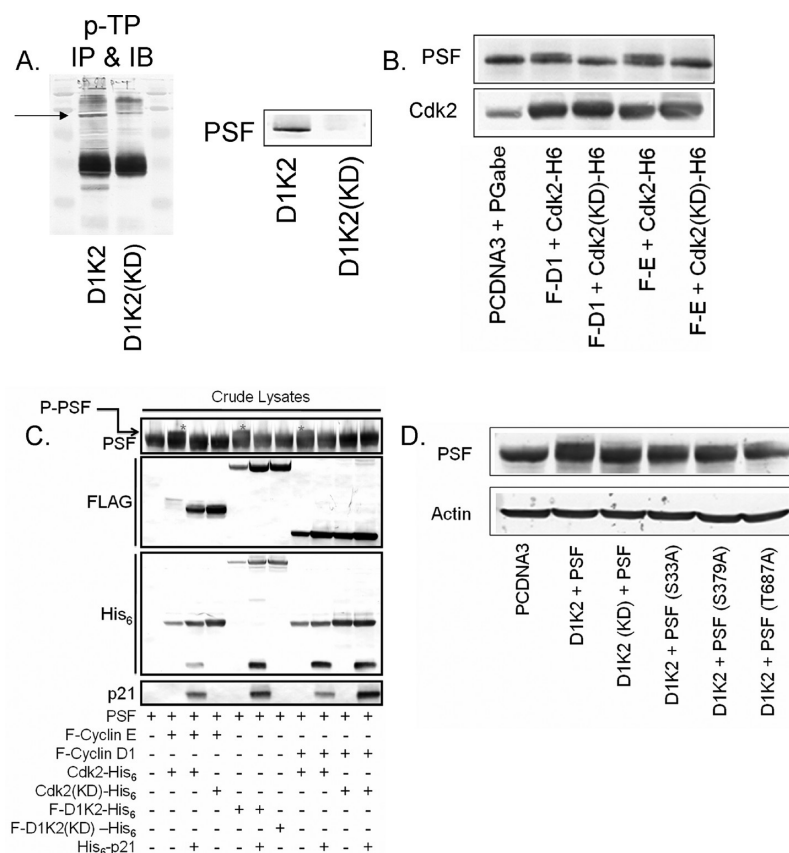 A.
p-TP
IP & IB
D1K2
D1K2(KD)
PSF
D1K2
D1K2(KD)
B.
PSF
Cdk2
PCDNA3 + PGabe
F-D1 + Cdk2-H6
F-D1 + Cdk2(KD)-H6
F-E + Cdk2-H6
F-E + Cdk2(KD)-H6
C.
Crude Lysates
P-PSF
PSF
* * *
FLAG
His6
p21
PSF + + + + + + + + + + +
F-Cyclin E - + + + - - - - - - -
F-Cyclin D1 - - - - - - - + + + +
Cdk2-His6 - + + - - - - + + - -
Cdk2(KD)-His6 - - - + - - - - - + +
F-D1K2-His6 - - - - + + - - - - -
F-D1K2(KD) –His6 - - - - - - + - - - -
His6-p21 - - + - - + - - + - +
D.
PSF
Actin
PCDNA3
D1K2 + PSF
D1K2 (KD) + PSF
D1K2 + PSF (S33A)
D1K2 + PSF (S379A)
D1K2 + PSF (T687A)